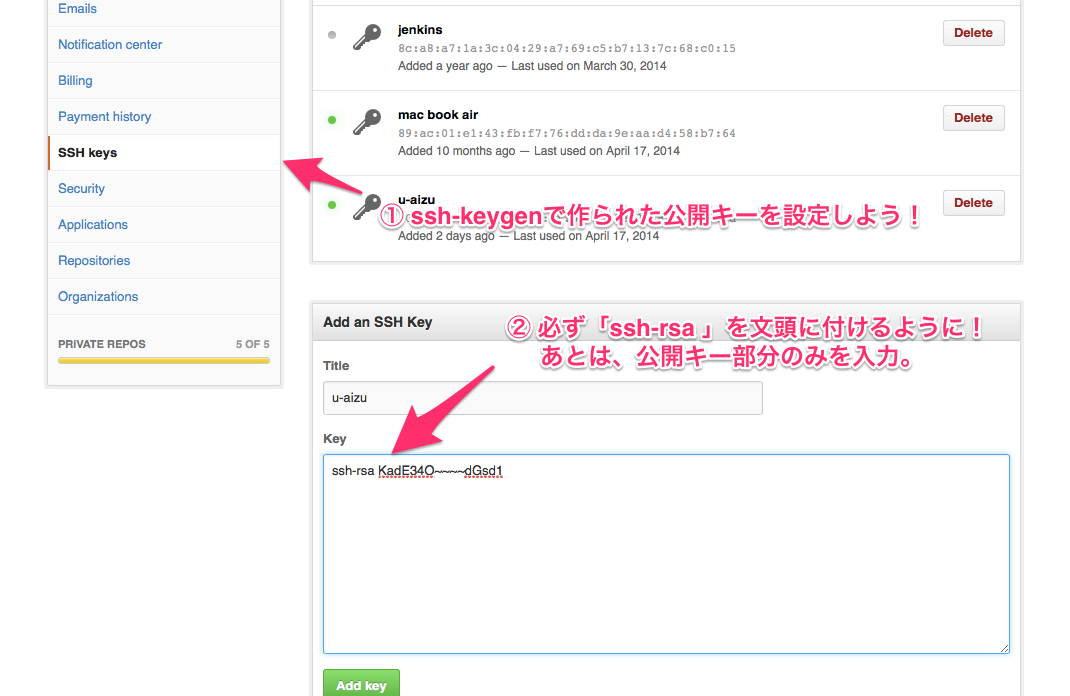 Emails
Notification center
Billing
Payment history
SSH keys
Security
Applications
Repositories
Organizations
PRIVATE REPOS 5 OF 5
jenkins
8c:a8:a7:1a:3c:04:29:a7:69:c5:b7:13:7c:68:c0:15
Added a year ago — Last used on March 30, 2014
Delete
mac book air
89:ac:01:e1:43:fb:f7:76:dd:da:9e:aa:d4:58:b7:64
Added 10 months ago — Last used on April 17, 2014
Delete
u-aizu
① ssh-keygenで作られた公開キーを設定しよう！
Added 2 days ago — Last used on April 17, 2014
Delete
Add an SSH Key
② 必ず「ssh-rsa 」を文頭に付けるように！
あとは、公開キー部分のみを入力。
Title
u-aizu
Key
ssh-rsa KadE34O~~~~dGsd1
Add key